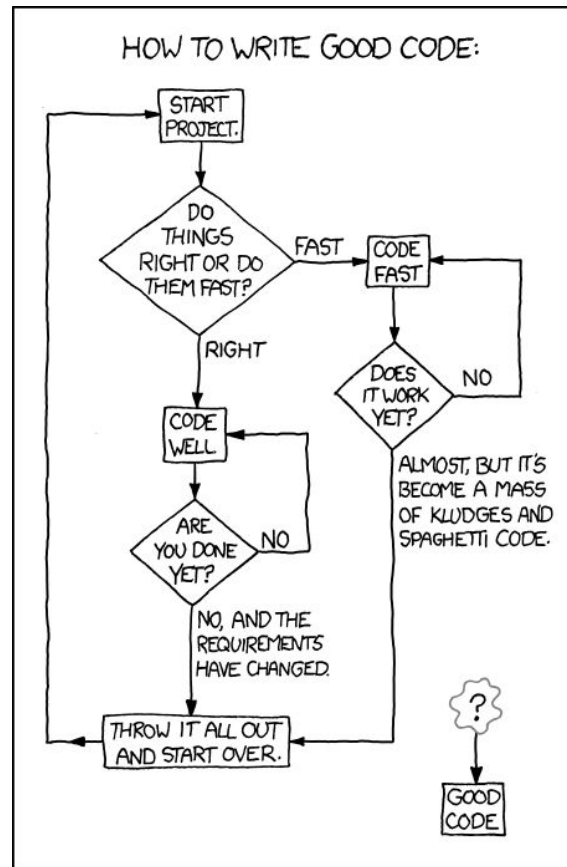 HOW TO WRITE GOOD CODE:
START
PROJECT.
DO
THINGS
RIGHT OR DO
THEM FAST?
FAST
CODE
FAST
RIGHT
DOES
IT WORK
YET?
NO
CODE
WELL
ALMOST, BUT IT'S
BECOME A MASS
OF KLUDGES AND
SPAGHETTI CODE.
ARE
YOU DONE
YET?
NO
NO, AND THE
REQUIREMENTS
HAVE CHANGED.
THROW IT ALL OUT
AND START OVER.
?
GOOD
CODE